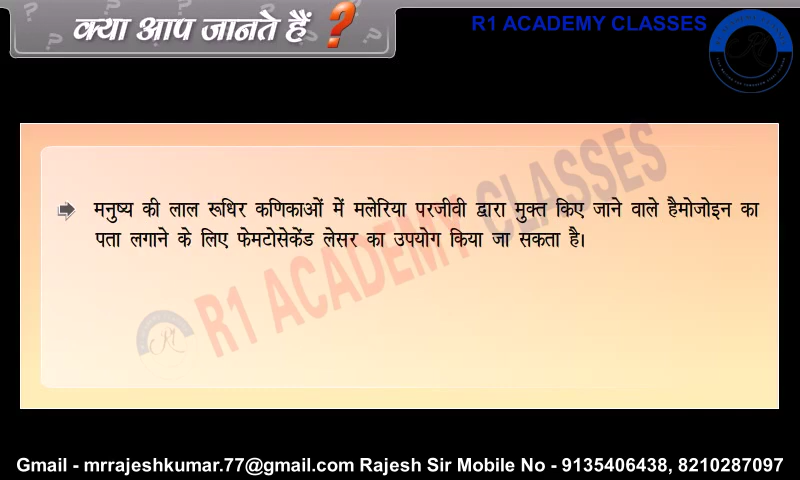 क्या आप जानते हैं ?
R1 ACADEMY CLASSES
मनुष्य की लाल रूधिर कणिकाओं में मलेरिया परजीवी द्वारा मुक्त किए जाने वाले हैमोजोइन का
पता लगाने के लिए फेमटोसेकेंड लेसर का उपयोग किया जा सकता है।
R1 ACADEMY CLASSES
Gmail - mrrajeshkumar.77@gmail.com Rajesh Sir Mobile No - 9135406438, 8210287097